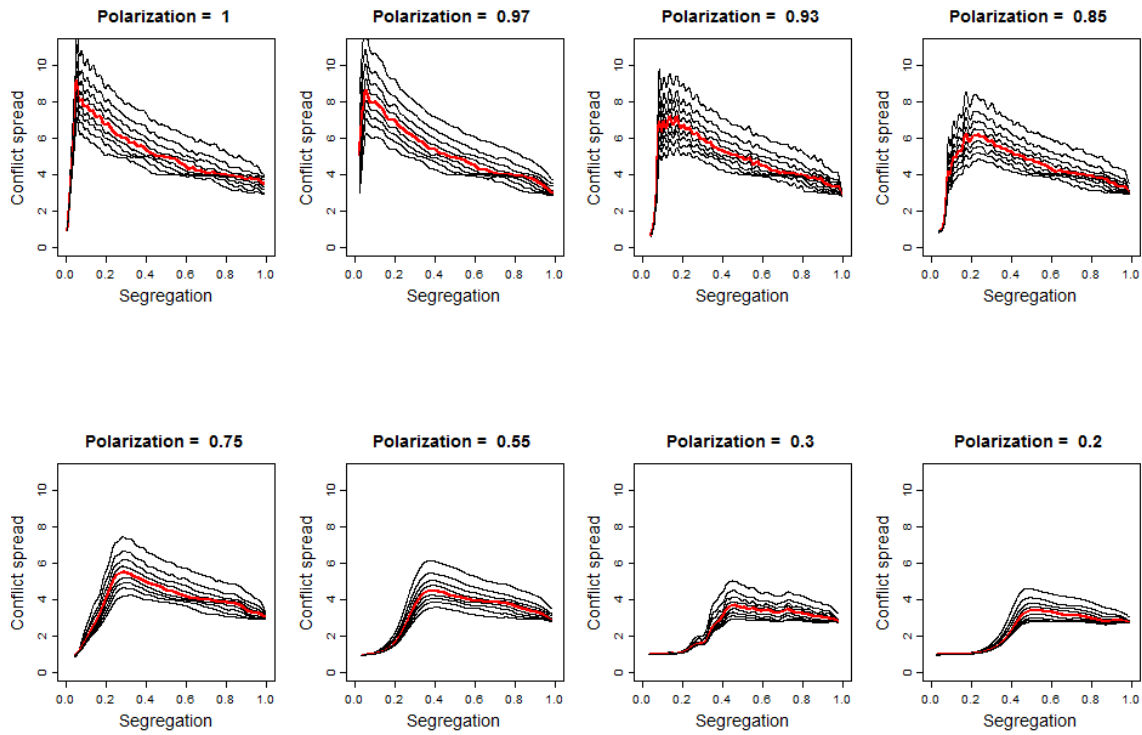 Polarization =  1
Conflict spread
10
8
6
4
2
0
0.0 0.2 0.4 0.6 0.8 1.0
Segregation
Polarization =  0.97
Conflict spread
10
8
6
4
2
0
0.0 0.2 0.4 0.6 0.8 1.0
Segregation
Polarization =  0.93
Conflict spread
10
8
6
4
2
0
0.0 0.2 0.4 0.6 0.8 1.0
Segregation
Polarization =  0.85
Conflict spread
10
8
6
4
2
0
0.0 0.2 0.4 0.6 0.8 1.0
Segregation
Polarization =  0.75
Conflict spread
10
8
6
4
2
0
0.0 0.2 0.4 0.6 0.8 1.0
Segregation
Polarization =  0.55
Conflict spread
10
8
6
4
2
0
0.0 0.2 0.4 0.6 0.8 1.0
Segregation
Polarization =  0.3
Conflict spread
10
8
6
4
2
0
0.0 0.2 0.4 0.6 0.8 1.0
Segregation
Polarization =  0.2
Conflict spread
10
8
6
4
2
0
0.0 0.2 0.4 0.6 0.8 1.0
Segregation